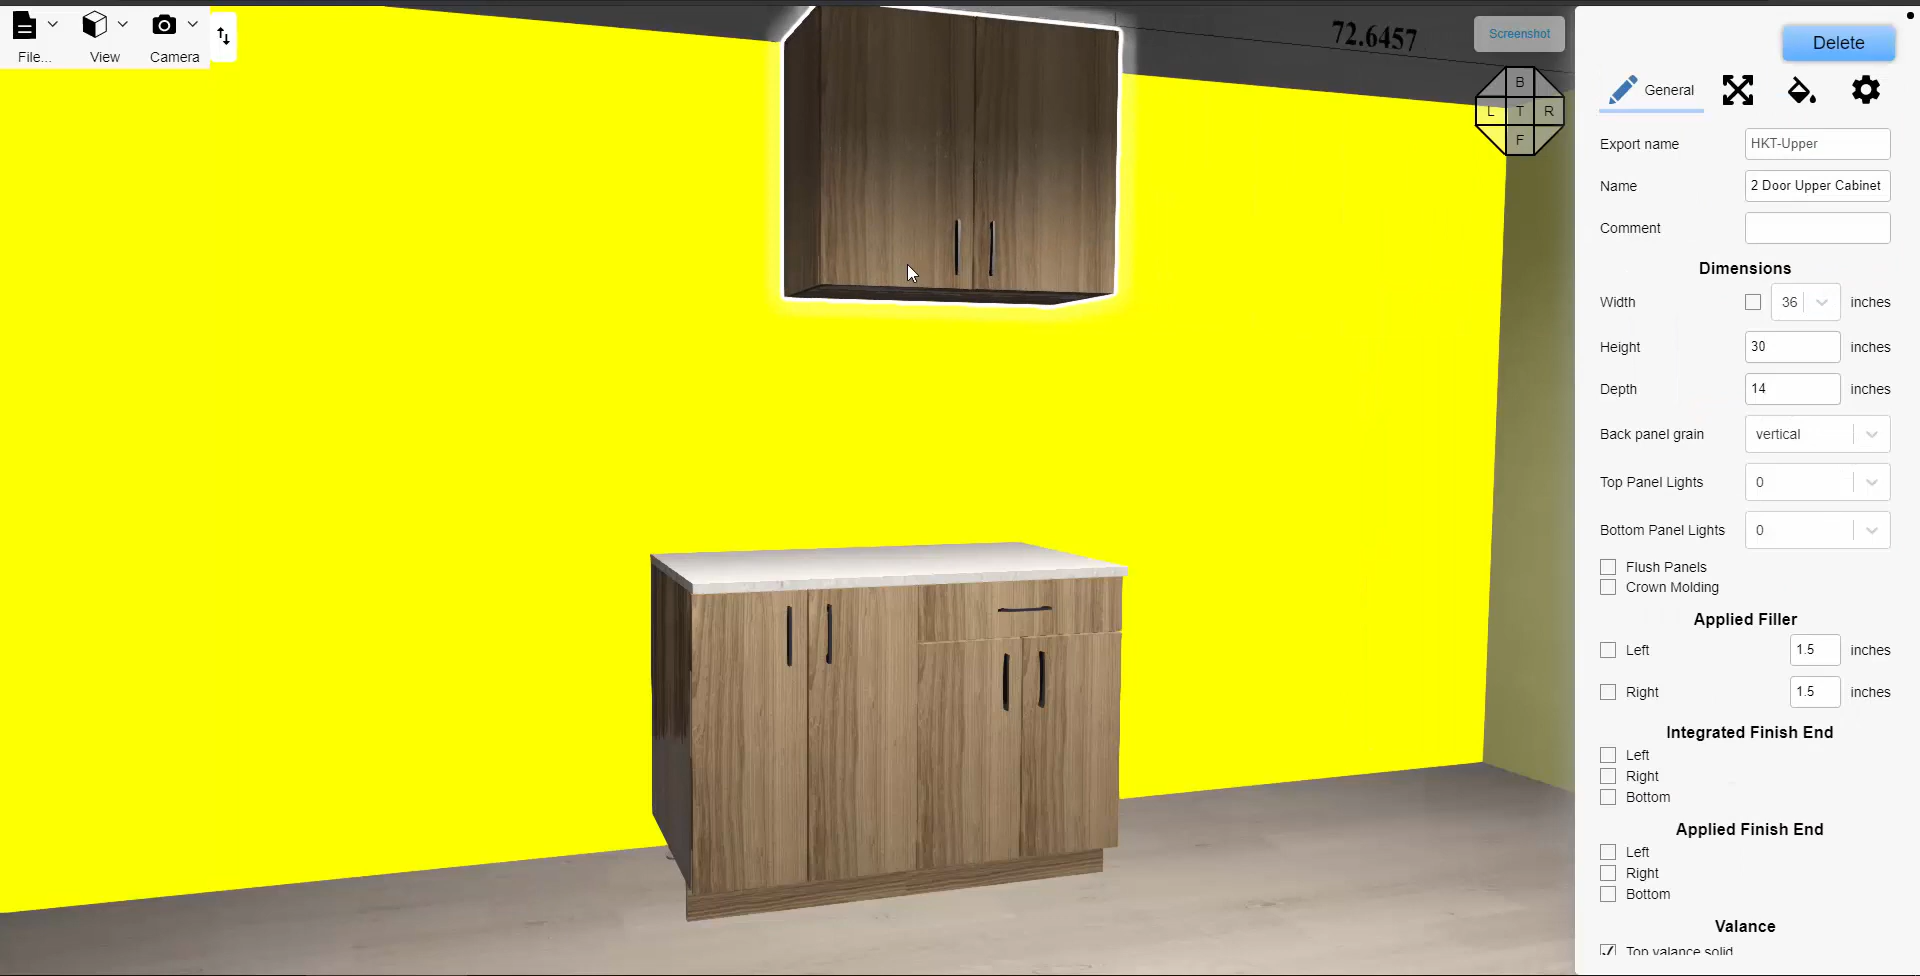 File...
View
Camera
72.6457
Screenshot
B
L T R
F
Delete
General
Export name HKT-Upper
Name 2 Door Upper Cabinet
Comment
Dimensions
Width 36 inches
Height 30 inches
Depth 14 inches
Back panel grain vertical
Top Panel Lights 0
Bottom Panel Lights 0
Flush Panels
Crown Molding
Applied Filler
Left 1.5 inches
Right 1.5 inches
Integrated Finish End
Left
Right
Bottom
Applied Finish End
Left
Right
Bottom
Valance
Top valance solid